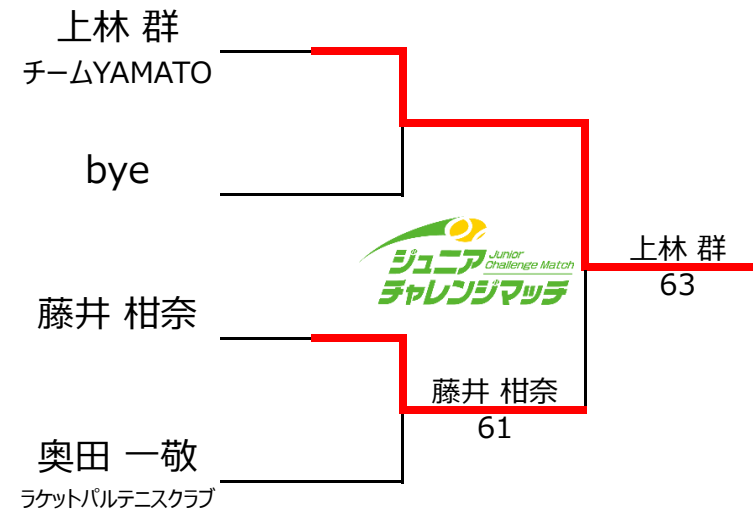 上林 群
チームYAMATO
bye
ジュニア Junior Challenge Match
チャレンジマッチ
上林 群
63
藤井 柑奈
藤井 柑奈
61
奥田 一敬
ラケットパルテニスクラブ